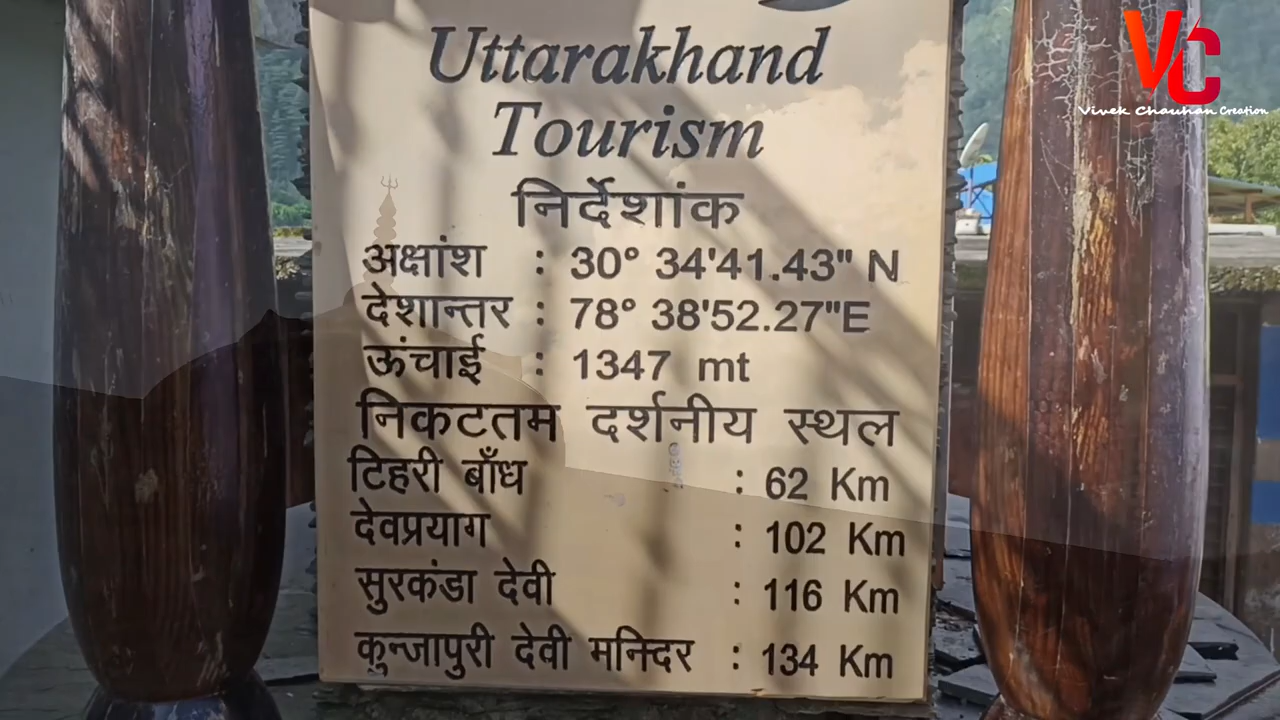 VC
Vivek Chauhan Creation
Uttarakhand
Tourism
निर्देशांक
अक्षांश : 30° 34'41.43" N
देशान्तर : 78° 38'52.27"E
ऊंचाई : 1347 mt
निकटतम दर्शनीय स्थल
टिहरी बाँध : 62 Km
देवप्रयाग : 102 Km
सुरकंडा देवी : 116 Km
कुन्जापुरी देवी मन्दिर : 134 Km